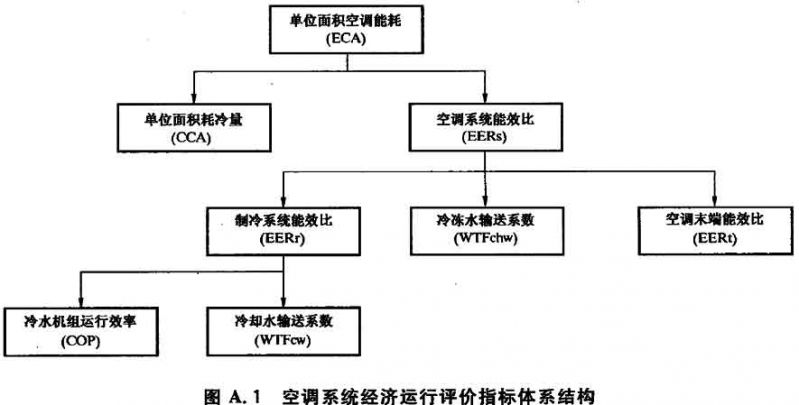 单位面积空调能耗
(ECA)
单位面积耗冷量
(CCA)
空调系统能效比
(EERs)
制冷系统能效比
(EERr)
冷冻水输送系数
(WTFchw)
空调末端能效比
(EERt)
冷水机组运行效率
(COP)
冷却水输送系数
(WTFcw)
图 A.1 空调系统经济运行评价指标体系结构